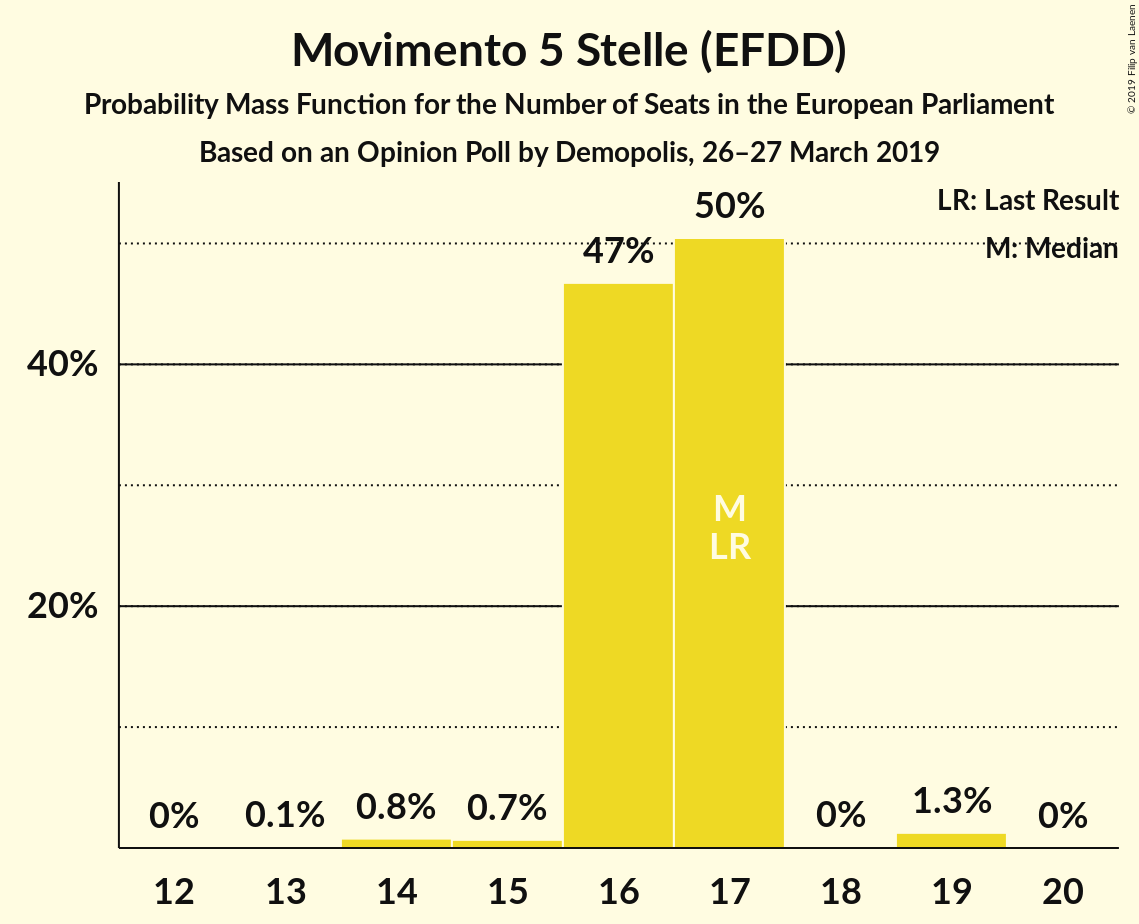 Movimento 5 Stelle (EFDD)
Probability Mass Function for the Number of Seats in the European Parliament
Based on an Opinion Poll by Demopolis, 26–27 March 2019
© 2019 Filip van Laenen
LR: Last Result
M: Median
50%
47%
40%
M
LR
20%
0%
0.1%
0.8%
0.7%
0%
1.3%
0%
12
13
14
15
16
17
18
19
20